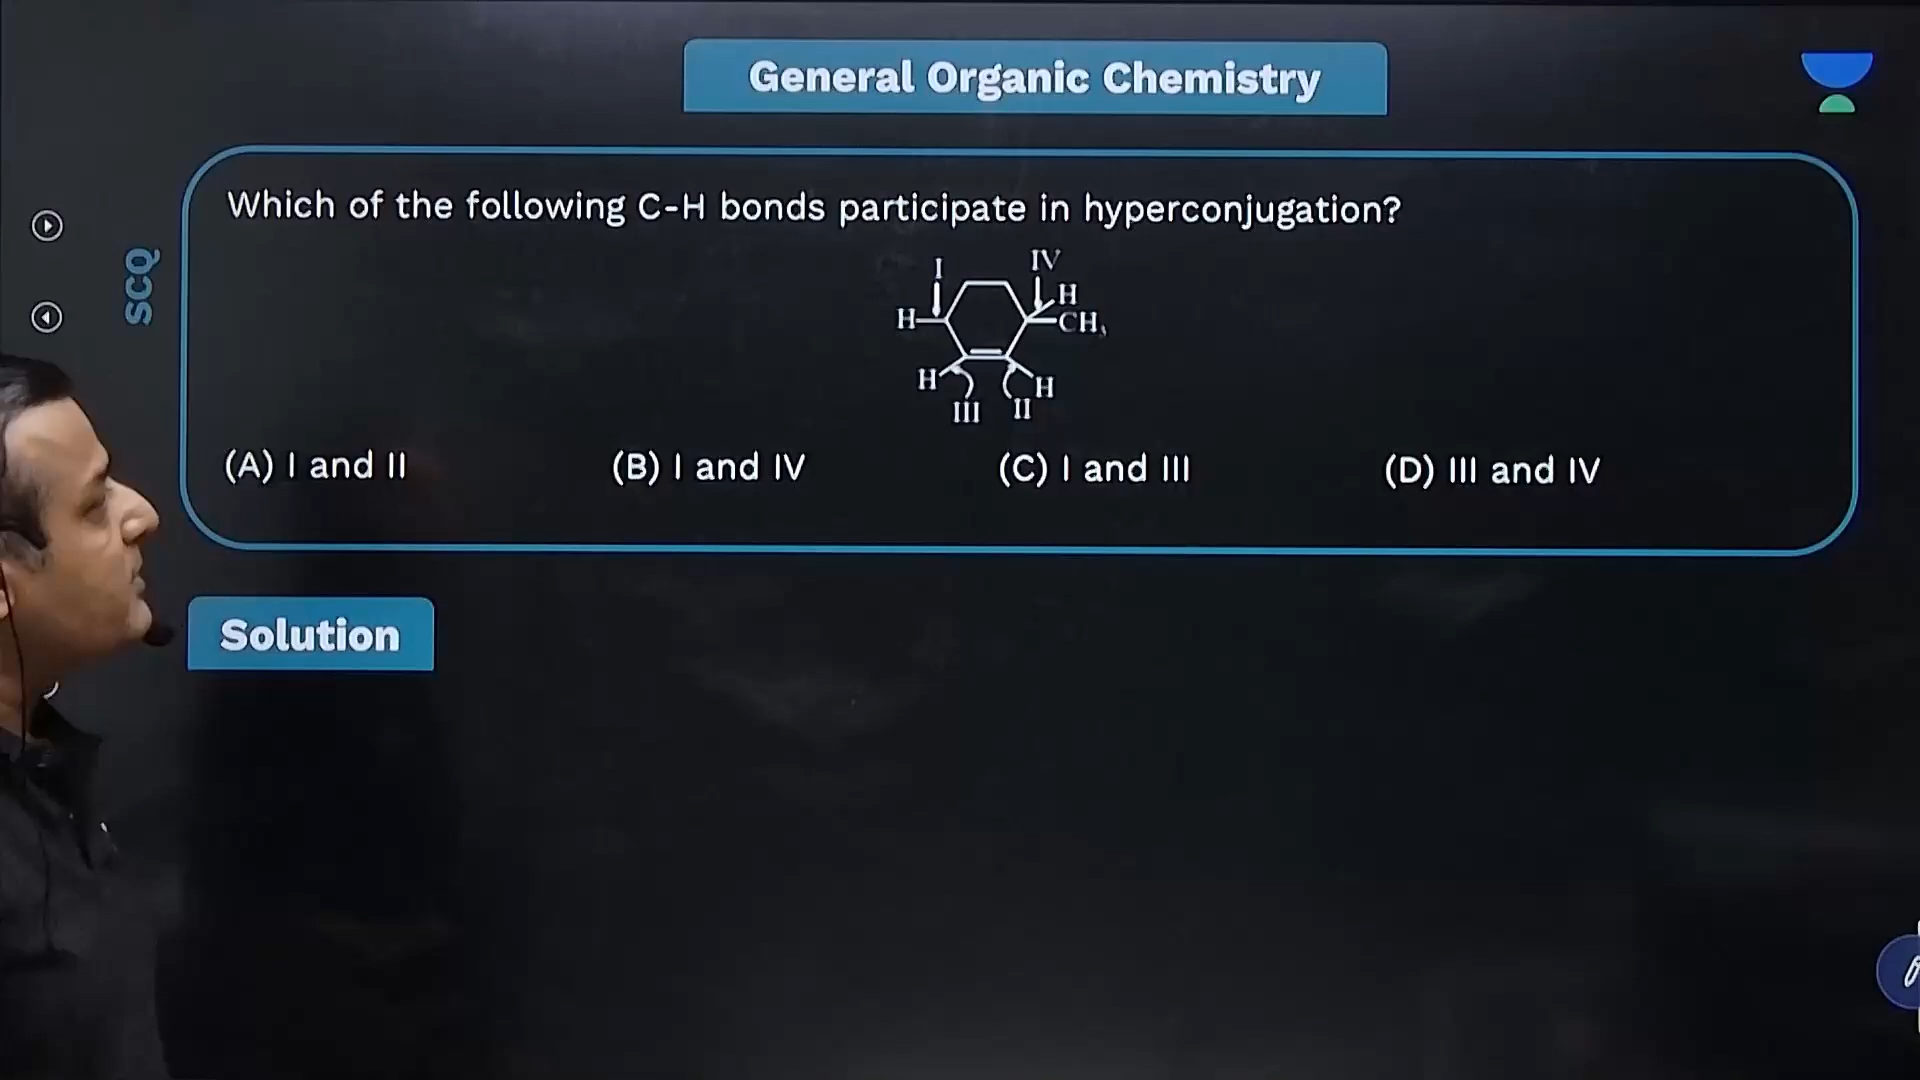 General Organic Chemistry
SCQ
Which of the following C-H bonds participate in hyperconjugation?
I
IV
H
H
CH₃
H
H
III
II
(A) I and II
(B) I and IV
(C) I and III
(D) III and IV
Solution